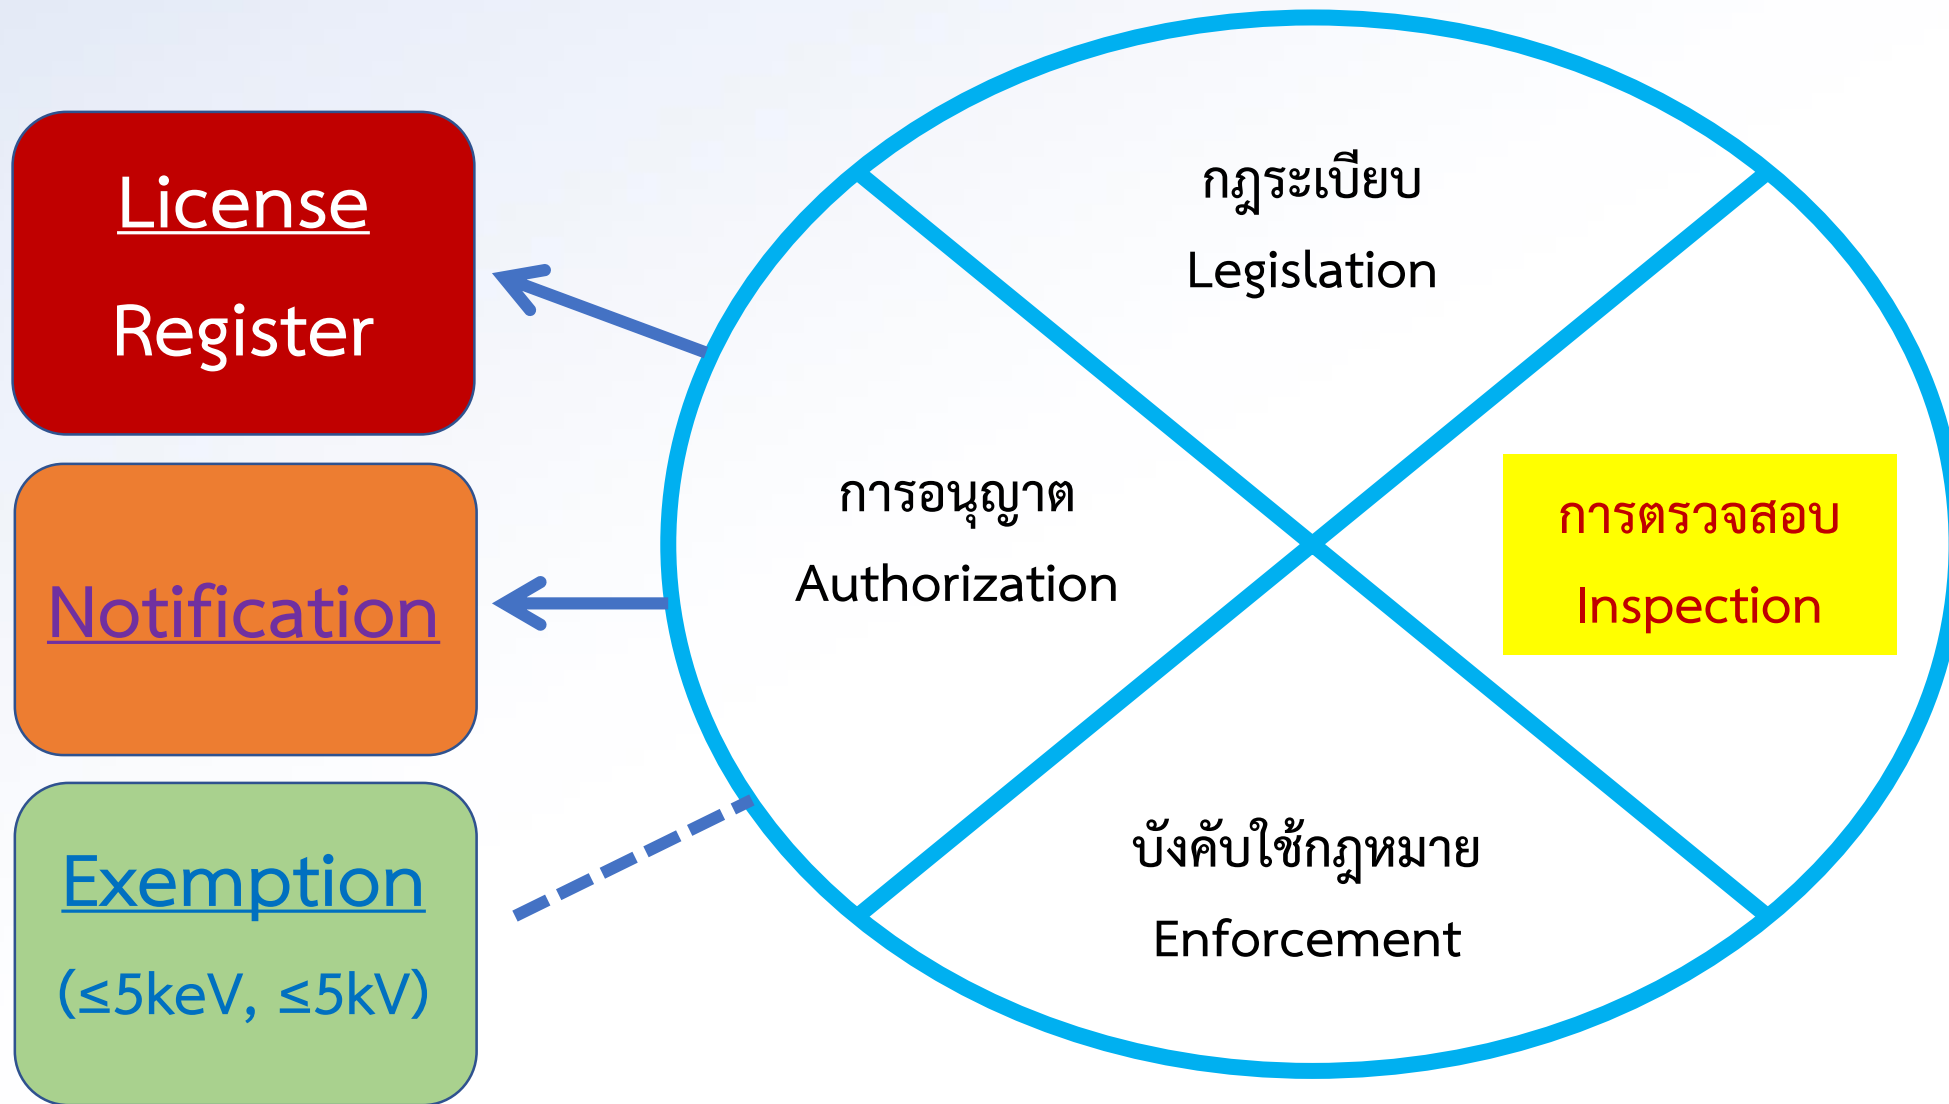 License
Register
Notification
Exemption
(≤5keV, ≤5kV)
กฎระเบียบ
Legislation
การอนุญาต
Authorization
การตรวจสอบ
Inspection
บังคับใช้กฎหมาย
Enforcement